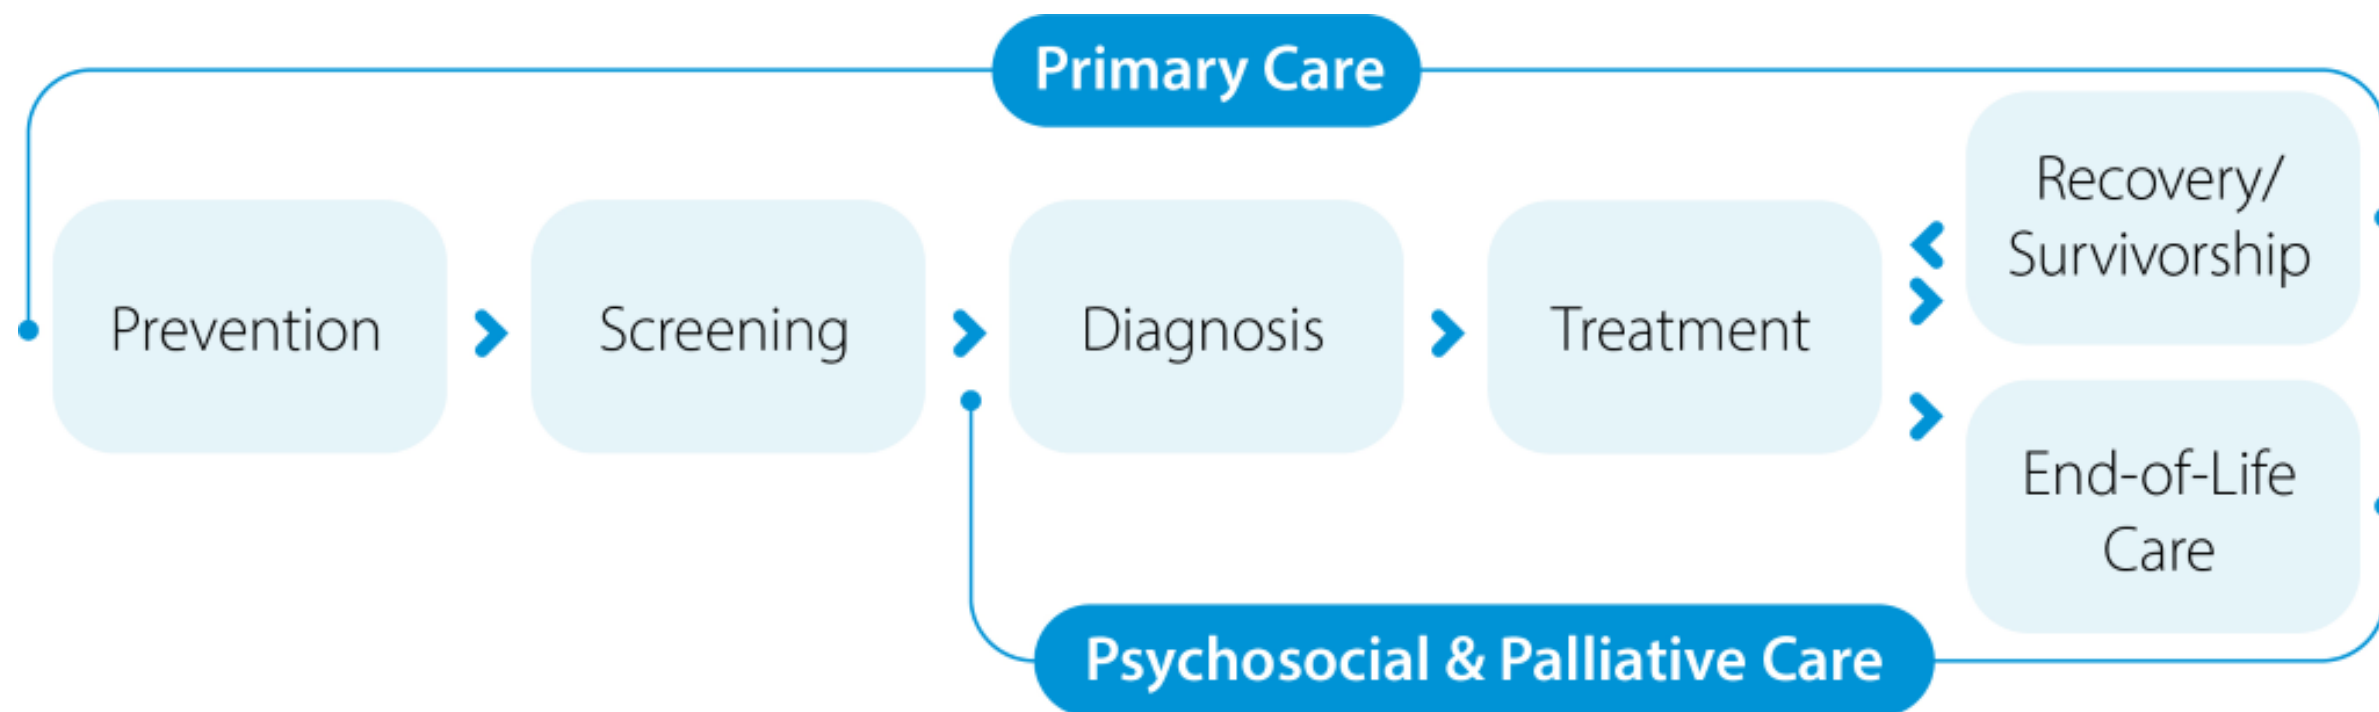 Primary Care
Prevention
Screening
Diagnosis
Treatment
Recovery/
Survivorship
End-of-Life
Care
Psychosocial & Palliative Care